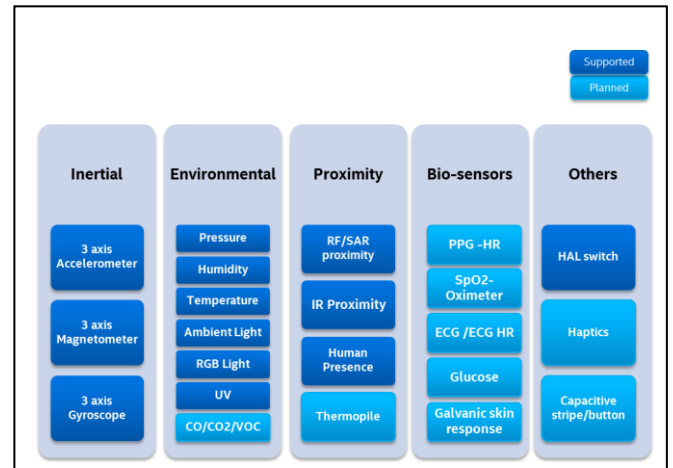 Supported
Planned
Inertial
3 axis
Accelerometer
3 axis
Magnetometer
3 axis
Gyroscope
Environmental
Pressure
Humidity
Temperature
Ambient Light
RGB Light
UV
CO/CO2/VOC
Proximity
RF/SAR
proximity
IR Proximity
Human
Presence
Thermopile
Bio-sensors
PPG -HR
SpO2-
Oximeter
ECG /ECG HR
Glucose
Galvanic skin
response
Others
HAL switch
Haptics
Capacitive
stripe/button